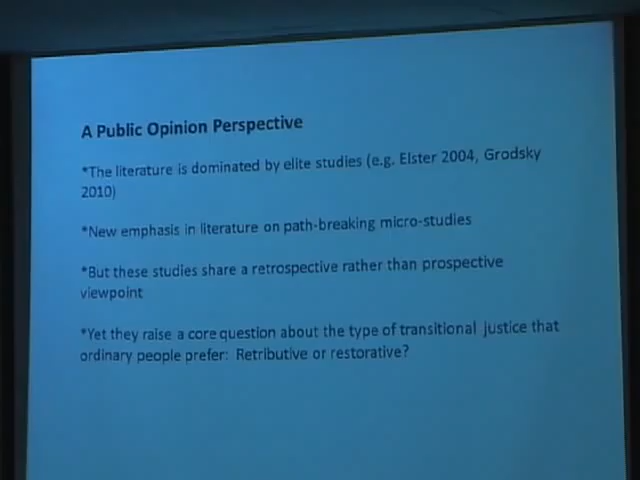 A Public Opinion Perspective
*The literature is dominated by elite studies (e.g. Elster 2004, Grodsky
2010)
*New emphasis in literature on path-breaking micro-studies
*But these studies share a retrospective rather than prospective
viewpoint
*Yet they raise a core question about the type of transitional justice that
ordinary people prefer:  Retributive or restorative?